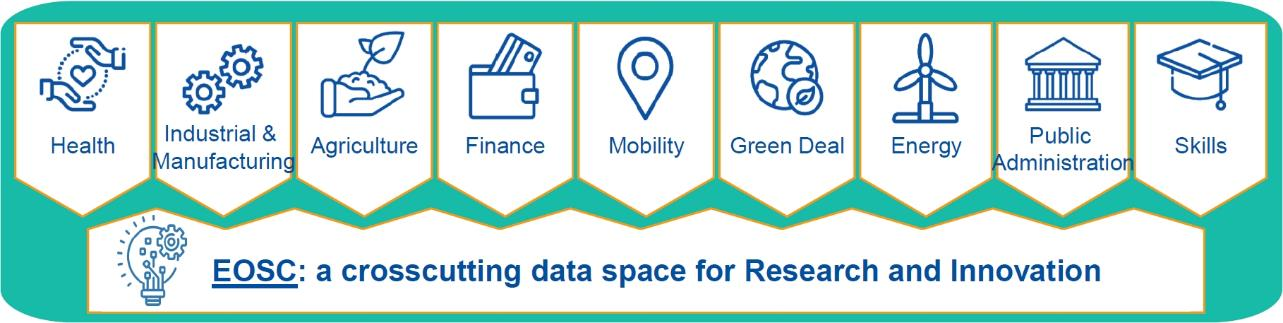 Health
Industrial &
Manufacturing
Agriculture
Finance
Mobility
Green Deal
Energy
Public
Administration
Skills
EOSC: a crosscutting data space for Research and Innovation